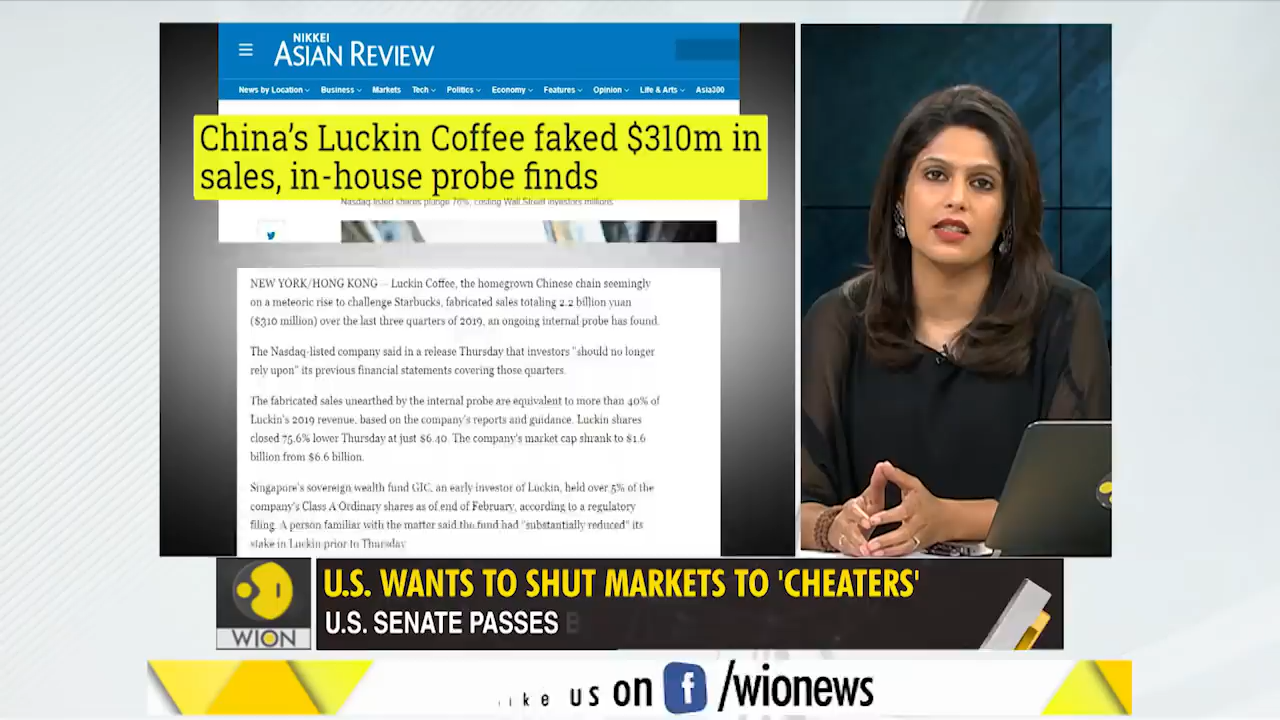 NIKKEI
ASIAN REVIEW
News by Location Business Markets Tech Politics Economy Features Opinion Life & Arts Asia300
China's Luckin Coffee faked $310m in
sales, in-house probe finds
Nasdaq-listed shares plunge 76%, costing Wall Street investors millions
NEW YORK/HONG KONG -- Luckin Coffee, the homegrown Chinese chain seemingly
on a meteoric rise to challenge Starbucks, fabricated sales totaling 2.2 billion yuan
($310 million) over the last three quarters of 2019, an ongoing internal probe has found.
The Nasdaq-listed company said in a release Thursday that investors "should no longer
rely upon" its previous financial statements covering those quarters.
The fabricated sales unearthed by the internal probe are equivalent to more than 40% of
Luckin's 2019 revenue, based on the company's reports and guidance. Luckin shares
closed 75.6% lower Thursday at just $6.40. The company's market cap shrank to $1.6
billion from $6.6 billion.
Singapore's sovereign wealth fund GIC, an early investor of Luckin, held over 5% of the
company's Class A Ordinary shares as of end of February, according to a regulatory
filing. A person familiar with the matter said the fund had "substantially reduced" its
stake in Luckin prior to Thursday
U.S. WANTS TO SHUT MARKETS TO 'CHEATERS'
U.S. SENATE PASSES B
WION
ike us on f /wionews